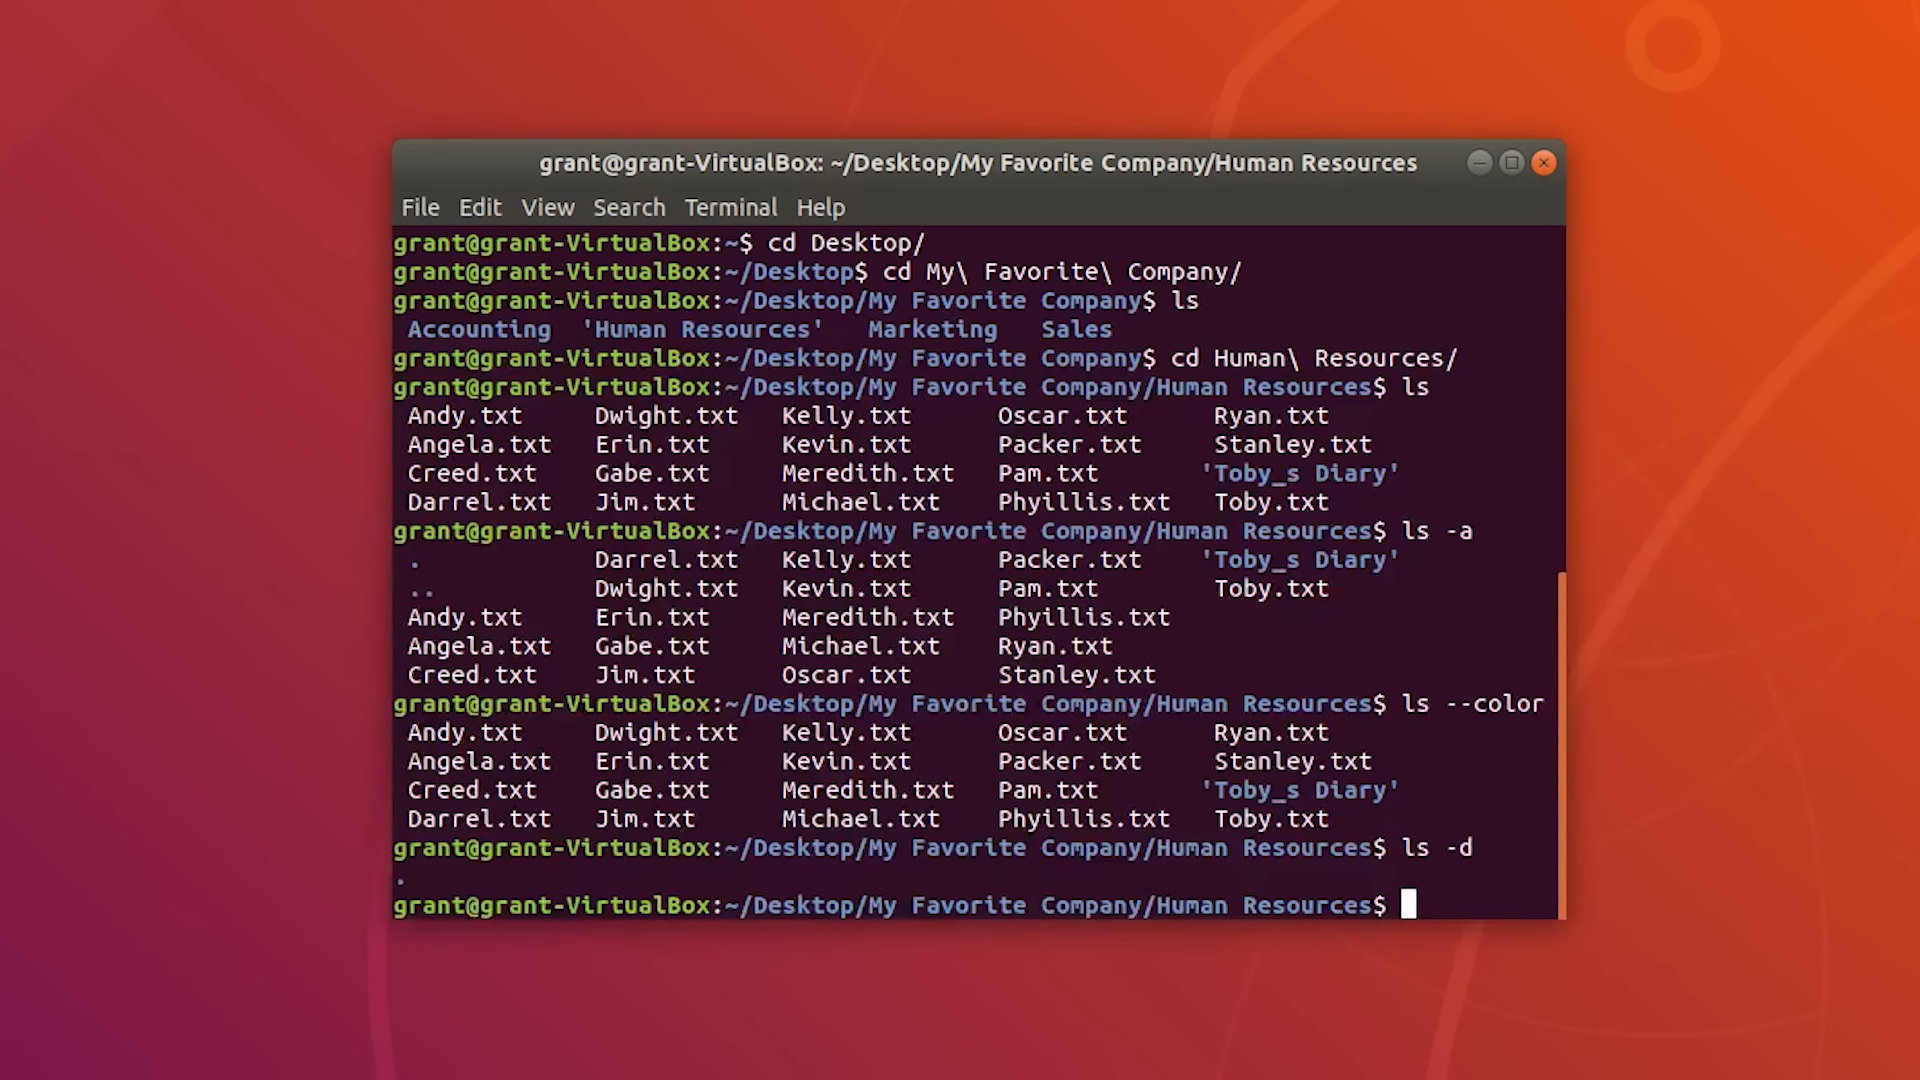 grant@grant-VirtualBox: ~/Desktop/My Favorite Company/Human Resources
File Edit View Search Terminal Help
grant@grant-VirtualBox:~$ cd Desktop/
grant@grant-VirtualBox:~/Desktop$ cd My\ Favorite\ Company/
grant@grant-VirtualBox:~/Desktop/My Favorite Company$ ls
Accounting 'Human Resources' Marketing Sales
grant@grant-VirtualBox:~/Desktop/My Favorite Company$ cd Human\ Resources/
grant@grant-VirtualBox:~/Desktop/My Favorite Company/Human Resources$ ls
Andy.txt Dwight.txt Kelly.txt Oscar.txt Ryan.txt
Angela.txt Erin.txt Kevin.txt Packer.txt Stanley.txt
Creed.txt Gabe.txt Meredith.txt Pam.txt 'Toby_s Diary'
Darrel.txt Jim.txt Michael.txt Phyillis.txt Toby.txt
grant@grant-VirtualBox:~/Desktop/My Favorite Company/Human Resources$ ls -a
. Darrel.txt Kelly.txt Packer.txt 'Toby_s Diary'
.. Dwight.txt Kevin.txt Pam.txt Toby.txt
Andy.txt Erin.txt Meredith.txt Phyillis.txt
Angela.txt Gabe.txt Michael.txt Ryan.txt
Creed.txt Jim.txt Oscar.txt Stanley.txt
grant@grant-VirtualBox:~/Desktop/My Favorite Company/Human Resources$ ls --color
Andy.txt Dwight.txt Kelly.txt Oscar.txt Ryan.txt
Angela.txt Erin.txt Kevin.txt Packer.txt Stanley.txt
Creed.txt Gabe.txt Meredith.txt Pam.txt 'Toby_s Diary'
Darrel.txt Jim.txt Michael.txt Phyillis.txt Toby.txt
grant@grant-VirtualBox:~/Desktop/My Favorite Company/Human Resources$ ls -d
.
grant@grant-VirtualBox:~/Desktop/My Favorite Company/Human Resources$